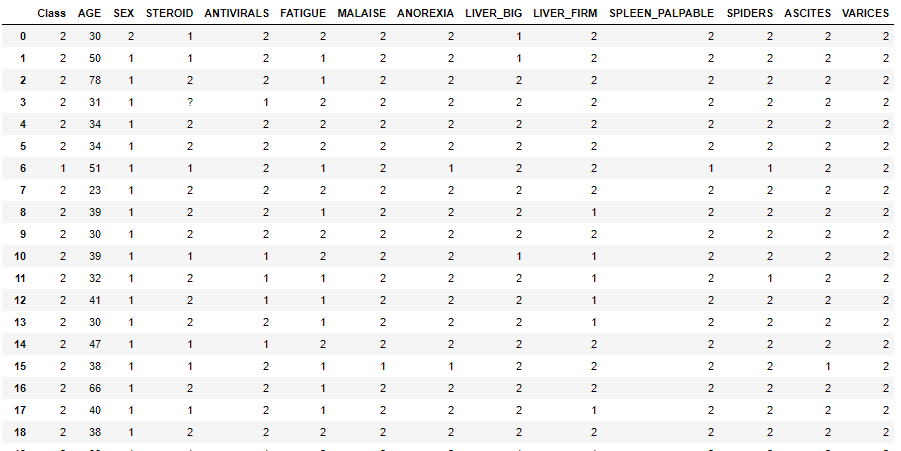 Class AGE SEX STEROID ANTIVIRALS FATIGUE MALAISE ANOREXIA LIVER_BIG LIVER_FIRM SPLEEN_PALPABLE SPIDERS ASCITES VARICES
0 2 30 2 1 2 2 2 2 1 2 2 2 2 2
1 2 50 1 1 2 1 2 2 1 2 2 2 2 2
2 2 78 1 2 2 1 2 2 2 2 2 2 2 2
3 2 31 1 ? 1 2 2 2 2 2 2 2 2 2
4 2 34 1 2 2 2 2 2 2 2 2 2 2 2
5 2 34 1 2 2 2 2 2 2 2 2 2 2 2
6 1 51 1 1 2 1 2 1 2 2 1 1 2 2
7 2 23 1 2 2 2 2 2 2 2 2 2 2 2
8 2 39 1 2 2 1 2 2 2 1 2 2 2 2
9 2 30 1 2 2 2 2 2 2 2 2 2 2 2
10 2 39 1 1 1 2 2 2 1 1 2 2 2 2
11 2 32 1 2 1 1 2 2 2 1 2 1 2 2
12 2 41 1 2 1 1 2 2 2 1 2 2 2 2
13 2 30 1 2 2 1 2 2 2 1 2 2 2 2
14 2 47 1 1 1 2 2 2 2 2 2 2 2 2
15 2 38 1 1 2 1 1 1 2 2 2 2 1 2
16 2 66 1 2 2 1 2 2 2 2 2 2 2 2
17 2 40 1 1 2 1 2 2 2 1 2 2 2 2
18 2 38 1 2 2 2 2 2 2 2 2 2 2 2